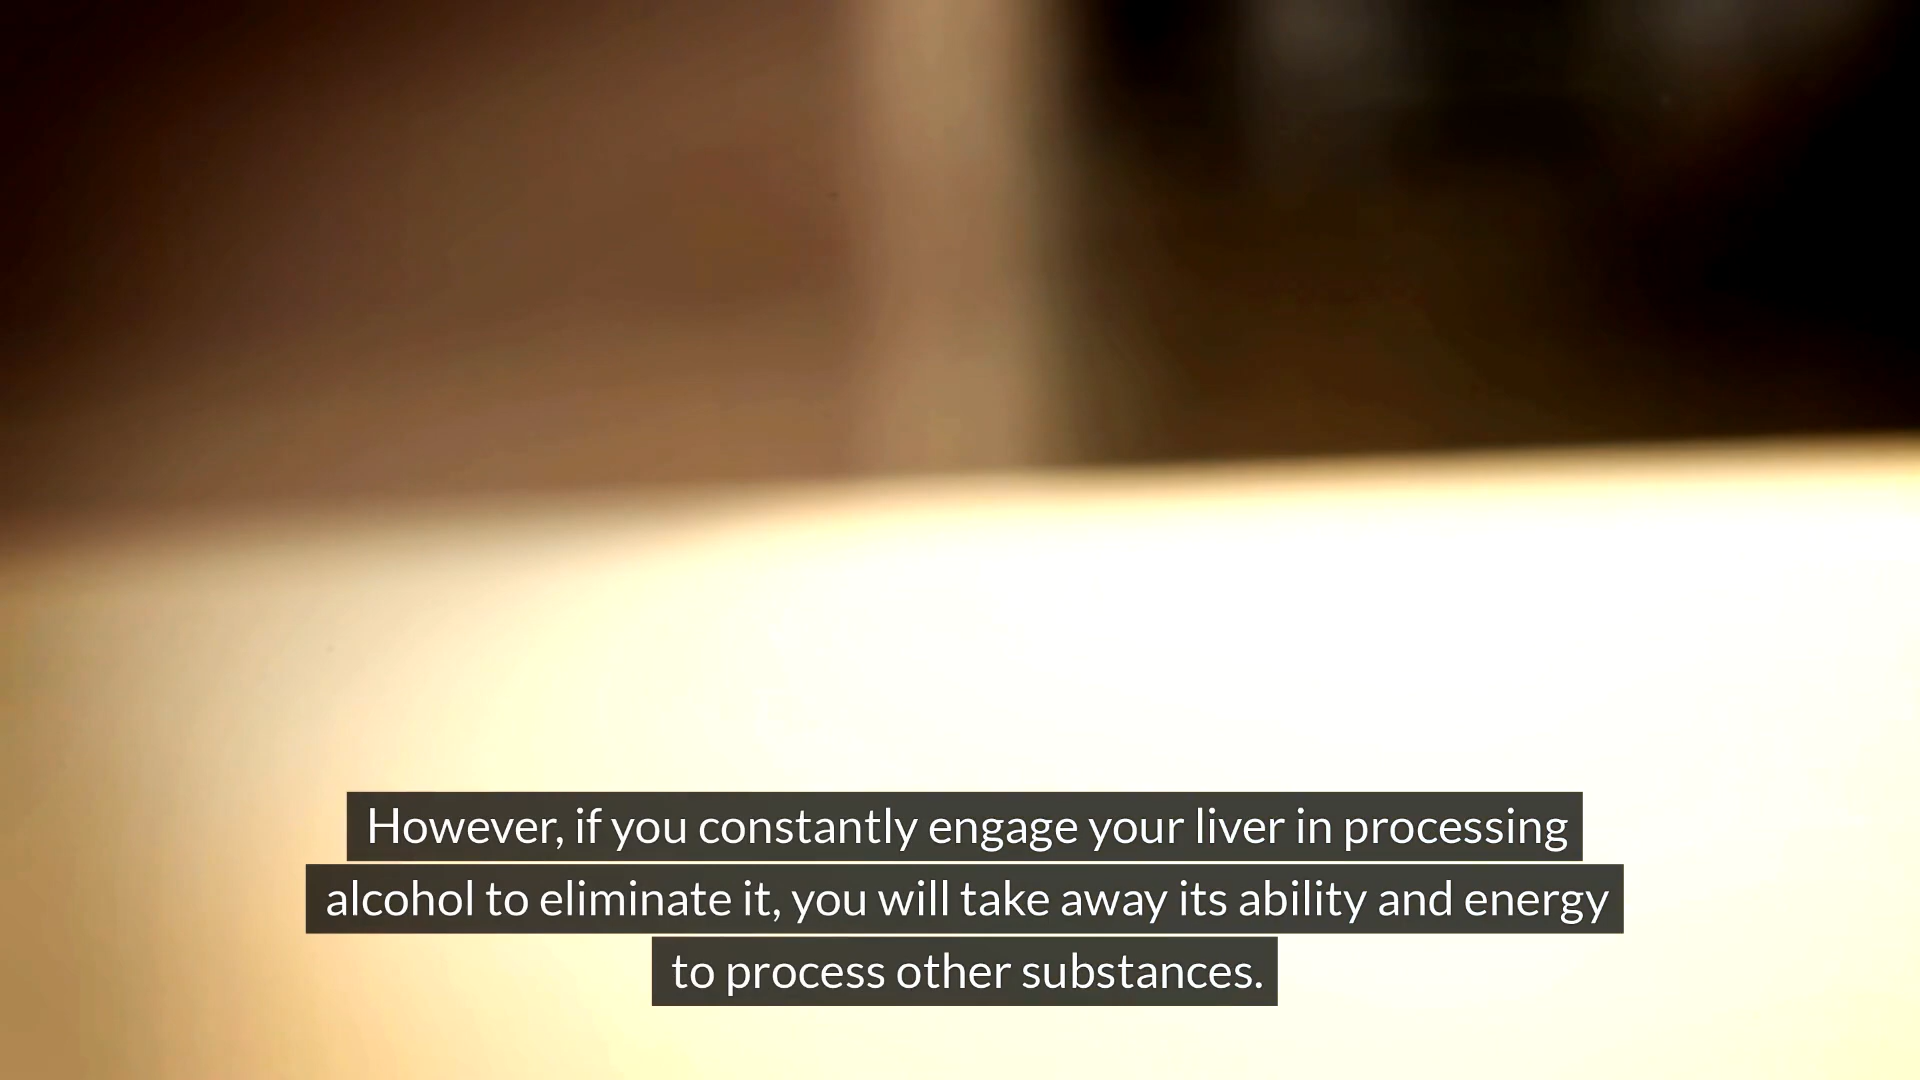 However, if you constantly engage your liver in processing
alcohol to eliminate it, you will take away its ability and energy
to process other substances.